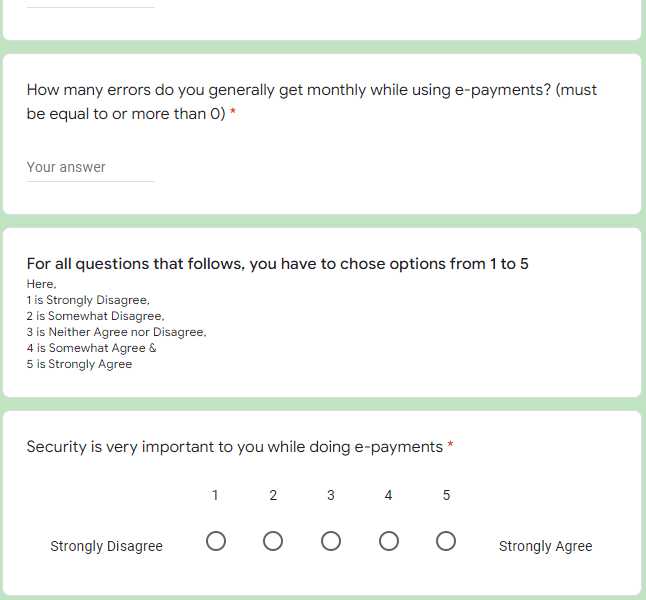 How many errors do you generally get monthly while using e-payments? (must
be equal to or more than 0) *
Your answer
For all questions that follows, you have to chose options from 1 to 5
Here,
1 is Strongly Disagree,
2 is Somewhat Disagree,
3 is Neither Agree nor Disagree,
4 is Somewhat Agree &
5 is Strongly Agree
Security is very important to you while doing e-payments *
1 2 3 4 5
Strongly Disagree Strongly Agree